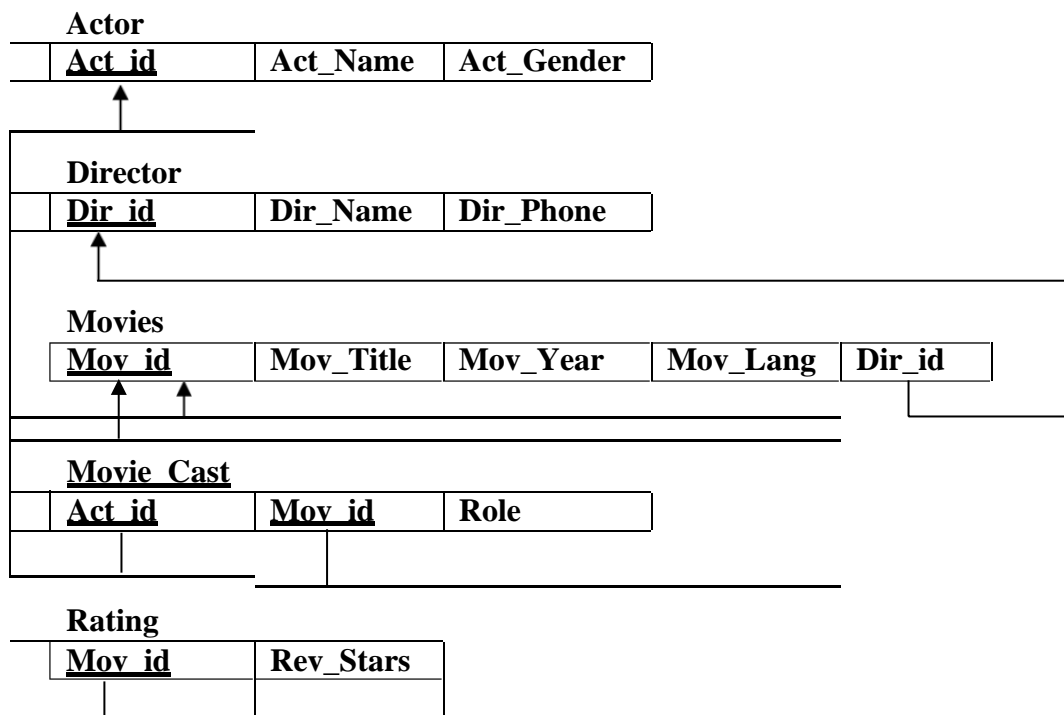 Actor
Act_id Act_Name Act_Gender
Director
Dir_id Dir_Name Dir_Phone
Movies
Mov_id Mov_Title Mov_Year Mov_Lang Dir_id
Movie_Cast
Act_id Mov_id Role
Rating
Mov_id Rev_Stars